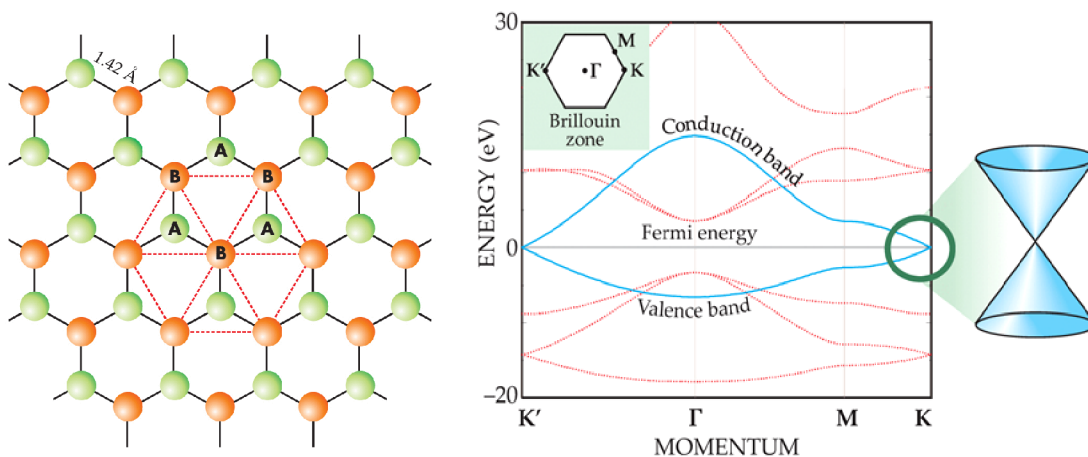 1.42 Å
A
B
B
A
A
B
ENERGY (eV)
30
0
−20
M
K′
Γ
K
Brillouin
zone
Conduction band
Fermi energy
Valence band
K′
Γ
M
K
MOMENTUM